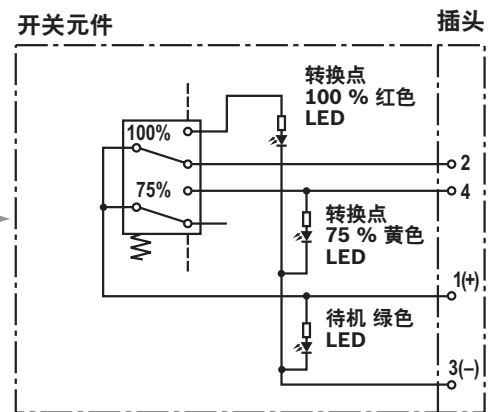 开关元件
插头
转换点
100 % 红色
LED
100%
2
75%
4
转换点
75 % 黄色
LED
1(+)
待机 绿色
LED
3(–)